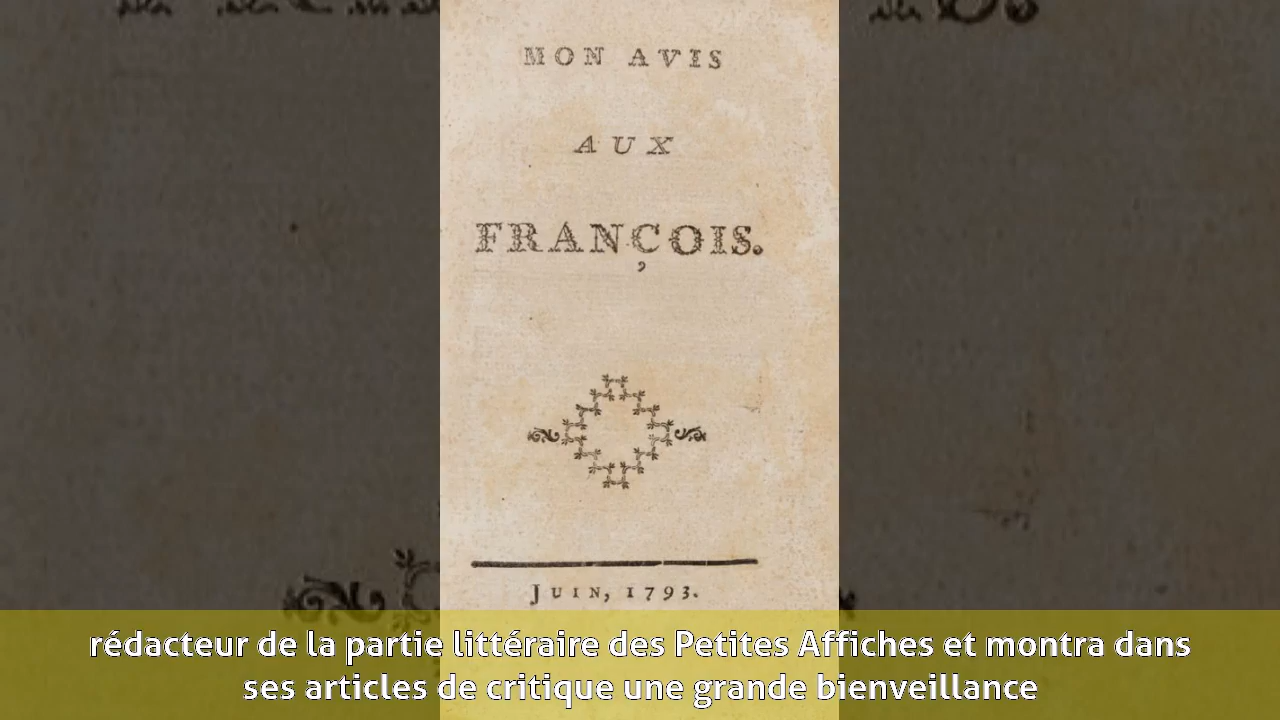 MON AVIS
AUX
FRANÇOIS.
JUIN, 1793.
rédacteur de la partie littéraire des Petites Affiches et montra dans
ses articles de critique une grande bienveillance